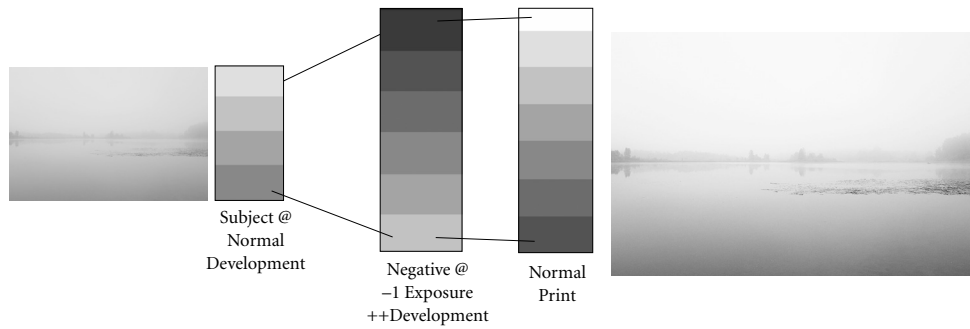 Subject @
Normal
Development
Negative @
–1 Exposure
++Development
Normal
Print